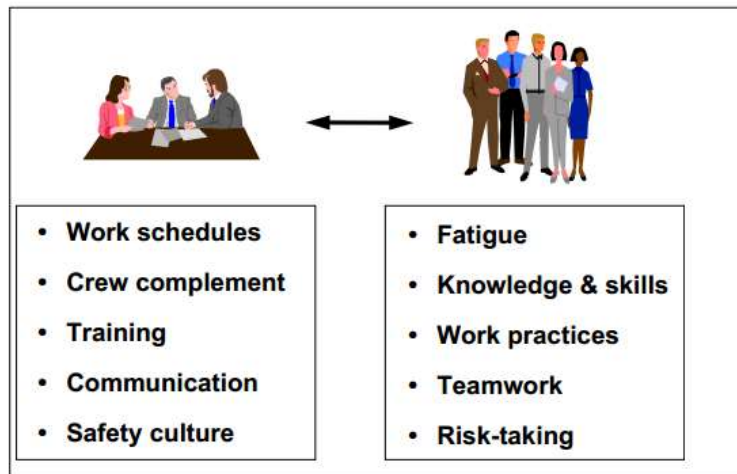 • Work schedules
• Crew complement
• Training
• Communication
• Safety culture
• Fatigue
• Knowledge & skills
• Work practices
• Teamwork
• Risk-taking